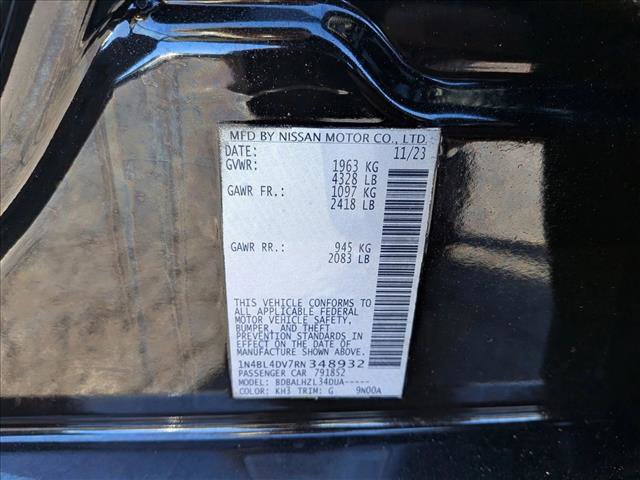 MFD BY NISSAN MOTOR CO., LTD.
DATE: 11/23
GVWR: 1963 KG
4328 LB
GAWR FR.: 1097 KG
2418 LB
GAWR RR.: 945 KG
2083 LB
THIS VEHICLE CONFORMS TO
ALL APPLICABLE FEDERAL
MOTOR VEHICLE SAFETY,
BUMPER, AND THEFT
PREVENTION STANDARDS
IN EFFECT ON THE DATE OF
MANUFACTURE SHOWN ABOVE.
1N4BL4DV7RN348932
PASSENGER CAR 791852
MODEL: BDBALHZL34DUA-----
COLOR: KH3 TRIM: G 9N00A